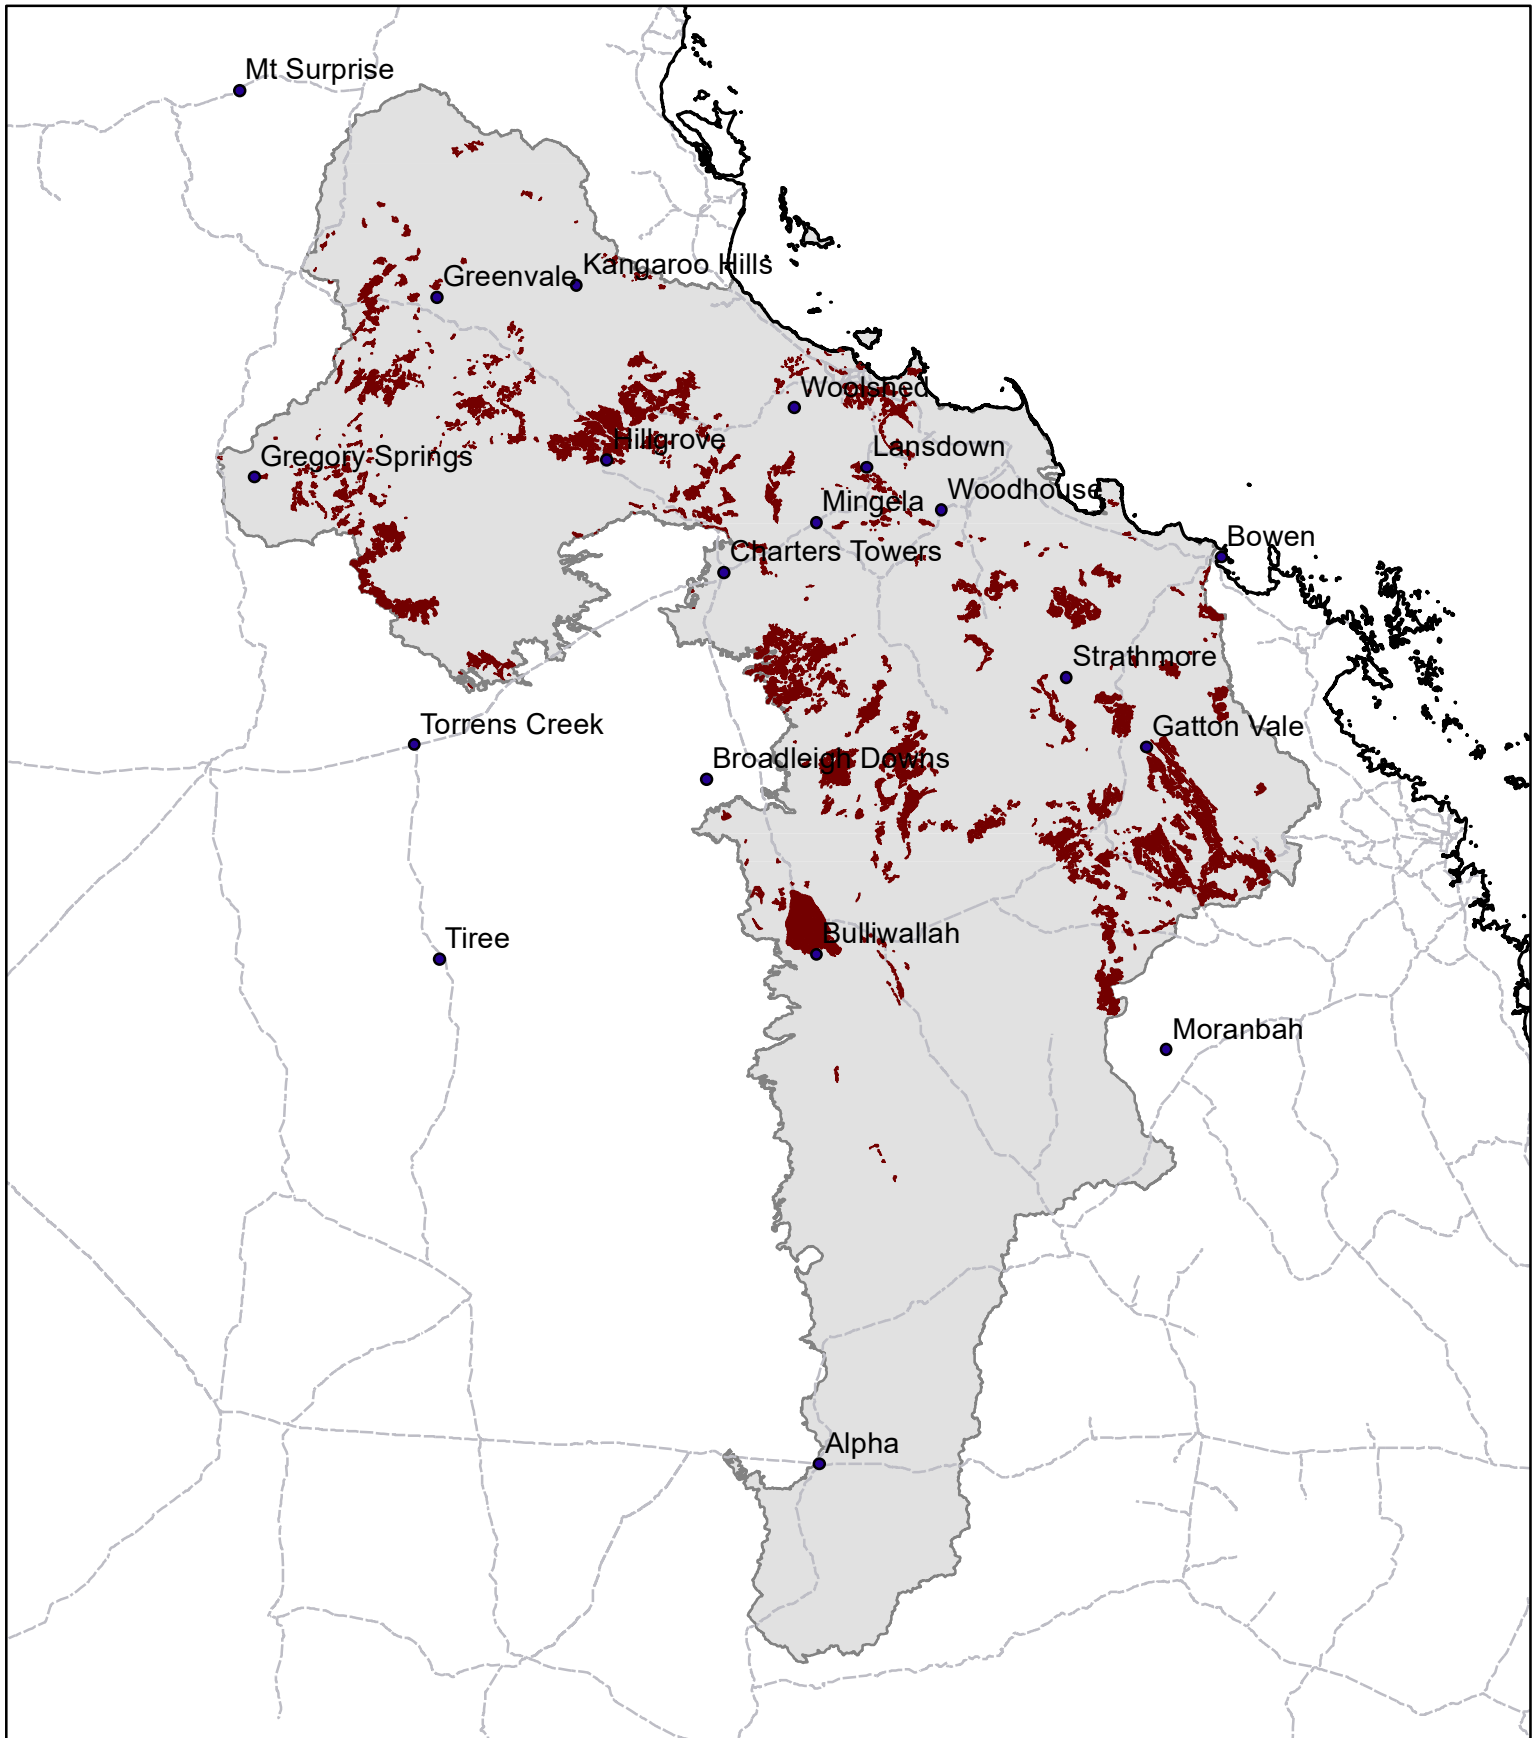 Mt Surprise
Kangaroo Hills
Greenvale
Woolshed
Hillgrove
Lansdown
Gregory Springs
Woodhouse
Mingela
Bowen
Charters Towers
Strathmore
Torrens Creek
Gatton Vale
Broadleigh Downs
Bulliwallah
Tiree
Moranbah
Alpha